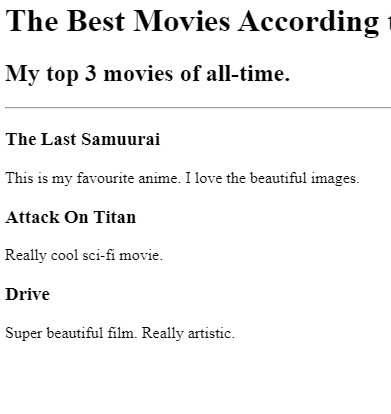 The Best Movies According
My top 3 movies of all-time.
The Last Samuurai
This is my favourite anime. I love the beautiful images.
Attack On Titan
Really cool sci-fi movie.
Drive
Super beautiful film. Really artistic.